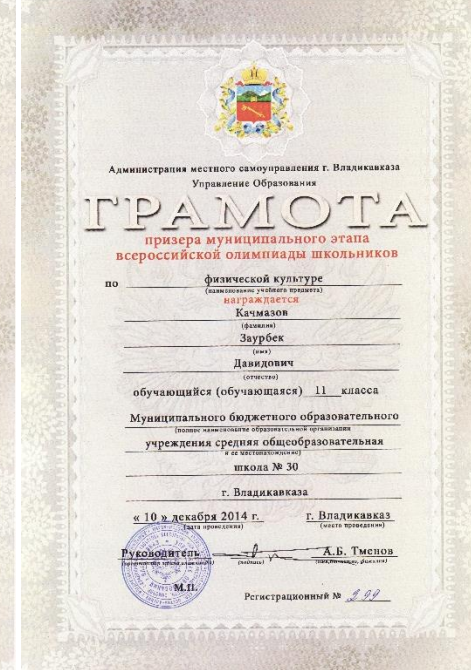 Администрация местного самоуправления г. Владикавказа
Управление Образования
ГРАМОТА
призера муниципального этапа
всероссийской олимпиады школьников
по физической культуре
(наименование учебного предмета)
награждается
Качмазов
(фамилия)
Заурбек
(имя)
Давидович
(отчество)
обучающийся (обучающаяся) 11 класса
Муниципального бюджетного образовательного
(полное наименование образовательной организации
учреждения средняя общеобразовательная
и ее местонахождение)
школа № 30
г. Владикавказа
« 10 » декабря 2014 г. г. Владикавказ
(дата проведения) (место проведения)
Руководитель А.Б. Тменов
(подпись)
М.П.
Регистрационный № 399